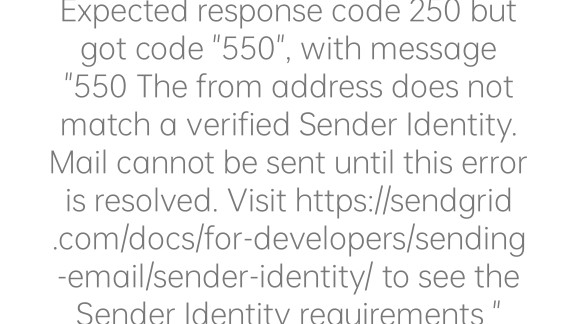 Expected response code 250 but
got code "550", with message
"550 The from address does not
match a verified Sender Identity.
Mail cannot be sent until this error
is resolved. Visit https://sendgrid
.com/docs/for-developers/sending
-email/sender-identity/ to see the
Sender Identity requirements "